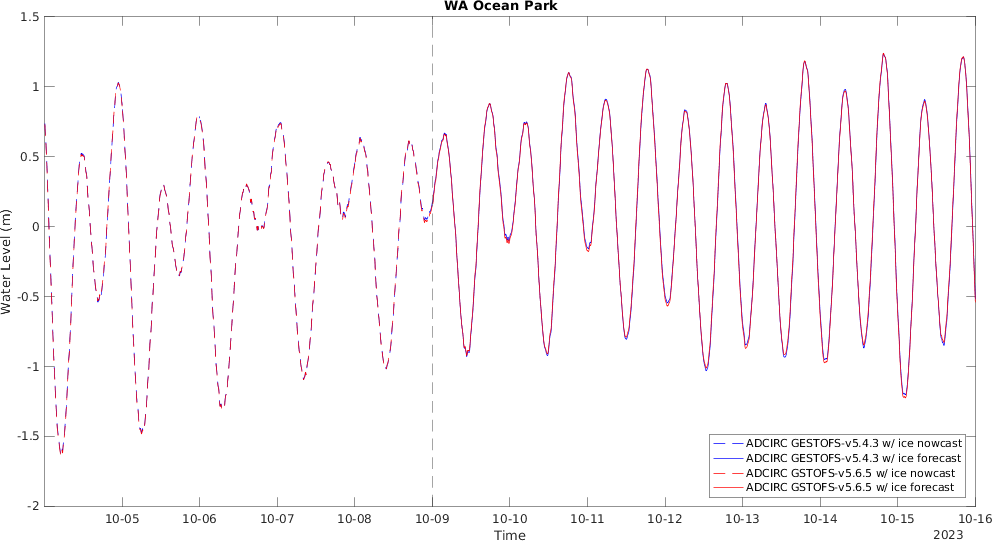 WA Ocean Park
1.5
1
0.5
0
-0.5
-1
-1.5
-2
Water Level (m)
10-05 10-06 10-07 10-08 10-09 10-10 10-11 10-12 10-13 10-14 10-15 10-16
Time
2023
ADCIRC GESTOFS-v5.4.3 w/ ice nowcast
ADCIRC GESTOFS-v5.4.3 w/ ice forecast
ADCIRC GSTOFS-v5.6.5 w/ ice nowcast
ADCIRC GSTOFS-v5.6.5 w/ ice forecast